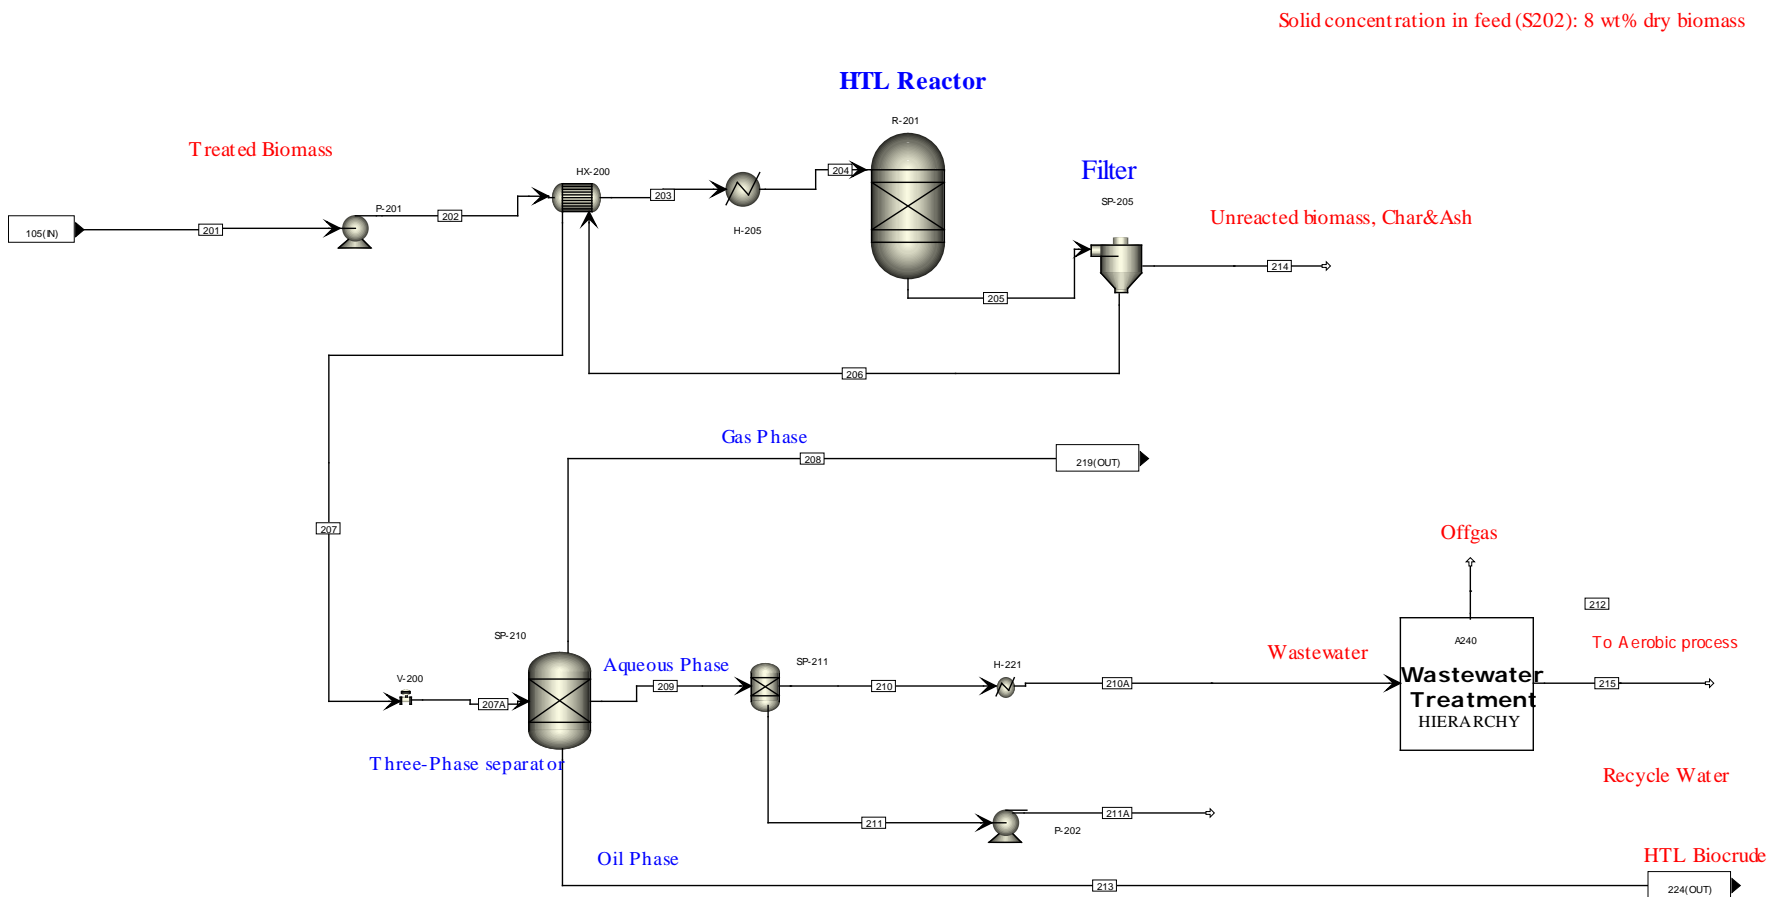 Solid concentration in feed (S202): 8 wt% dry biomass
HTL Reactor
R-201
Treated Biomass
HX-200
204
Filter
203
SP-205
P-201
202
Unreacted biomass, Char&Ash
105(IN)
201
H-205
214
205
206
Gas Phase
208
219(OUT)
207
Offgas
212
SP-210
A240
To Aerobic process
Aqueous Phase
SP-211
H-221
Wastewater
V-200
209
210
210A
Wastewater
Treatment
HIERARCHY
215
207A
Three-Phase separator
Recycle Water
211
211A
P-202
Oil Phase
HTL Biocrude
213
224(OUT)